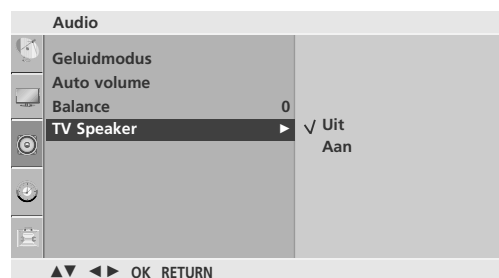 Audio
Geluidmodus
Auto volume
Balance 0
TV Speaker ►
√ Uit
Aan
▲▼ ◄► OK RETURN